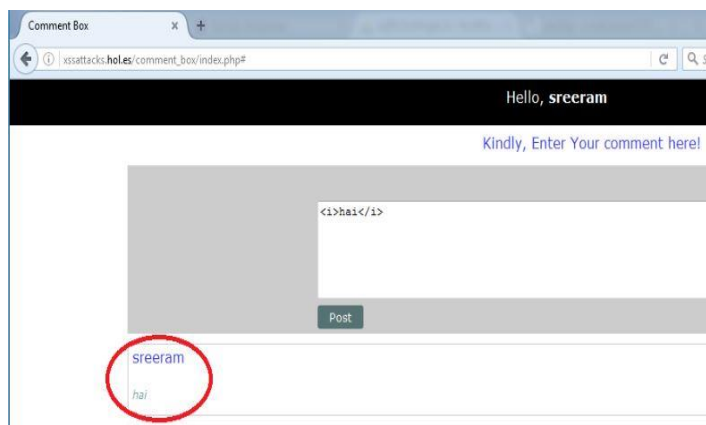 Comment Box
xssattacks.hol.es/comment_box/index.php#
Hello, sreeram
Kindly, Enter Your comment here!
<i>hai</i>
Post
sreeram
hai